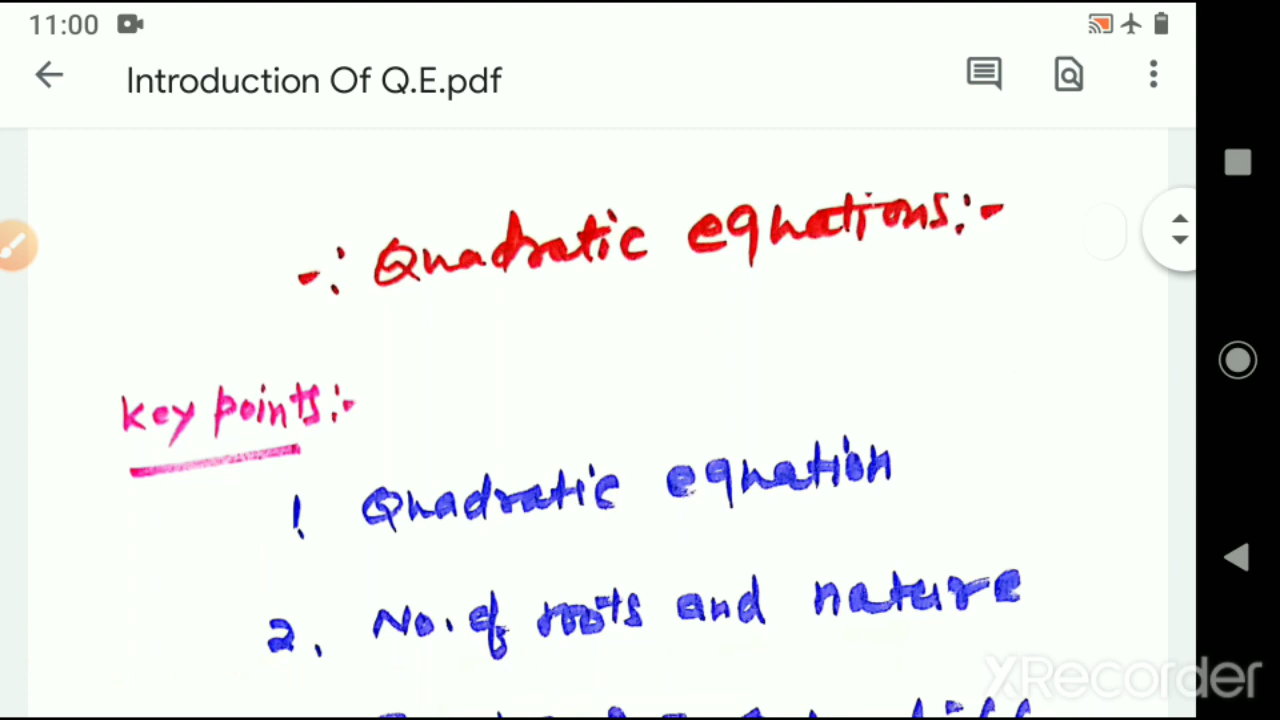 11:00
Introduction Of Q.E.pdf
-: Quadratic equations:-
Key points:-
1. Quadratic equation
2. No. of roots and nature
XRecorder